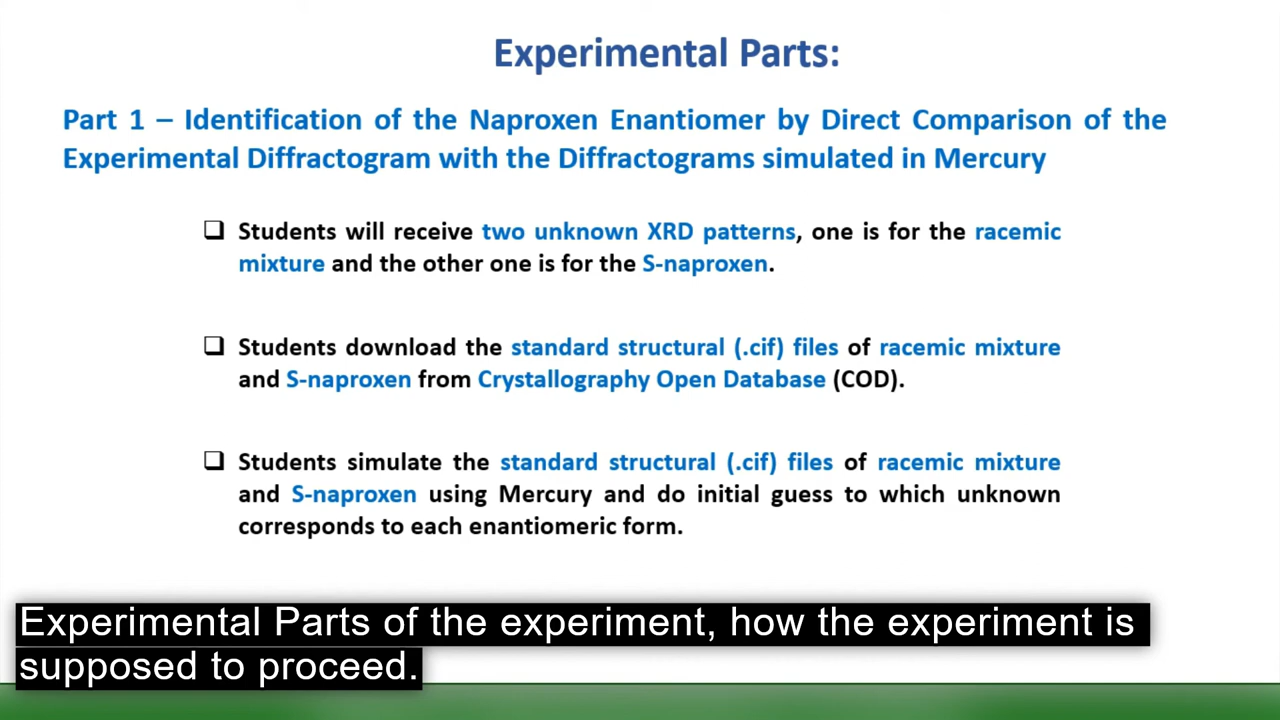 Experimental Parts:
Part 1 – Identification of the Naproxen Enantiomer by Direct Comparison of the
Experimental Diffractogram with the Diffractograms simulated in Mercury
Students will receive two unknown XRD patterns, one is for the racemic
mixture and the other one is for the S-naproxen.
Students download the standard structural (.cif) files of racemic mixture
and S-naproxen from Crystallography Open Database (COD).
Students simulate the standard structural (.cif) files of racemic mixture
and S-naproxen using Mercury and do initial guess to which unknown
corresponds to each enantiomeric form.
Experimental Parts of the experiment, how the experiment is
supposed to proceed.